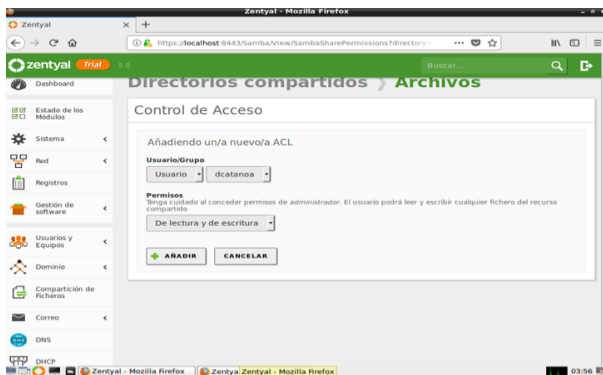 Zentyal - Mozilla Firefox
Zentyal
https://localhost:8443/Samba/View/SambaSharePermissions?directory=
zentyal Trial 5.0
Buscar...
Dashboard
Estado de los
Módulos
Sistema
Red
Registros
Gestión de
software
Usuarios y
Equipos
Dominio
Compartición de
Ficheros
Correo
DNS
DHCP
Directorios compartidos Archivos
Control de Acceso
Añadiendo un/a nuevo/a ACL
Usuario/Grupo
Usuario dcatanoa
Permisos
Tenga cuidado al conceder permisos de administrador. El usuario podrá leer y escribir cualquier fichero del recurso
compartido
De lectura y de escritura
AÑADIR CANCELAR
Zentyal - Mozilla Firefox Zentya Zentyal - Mozilla Firefox 03:56